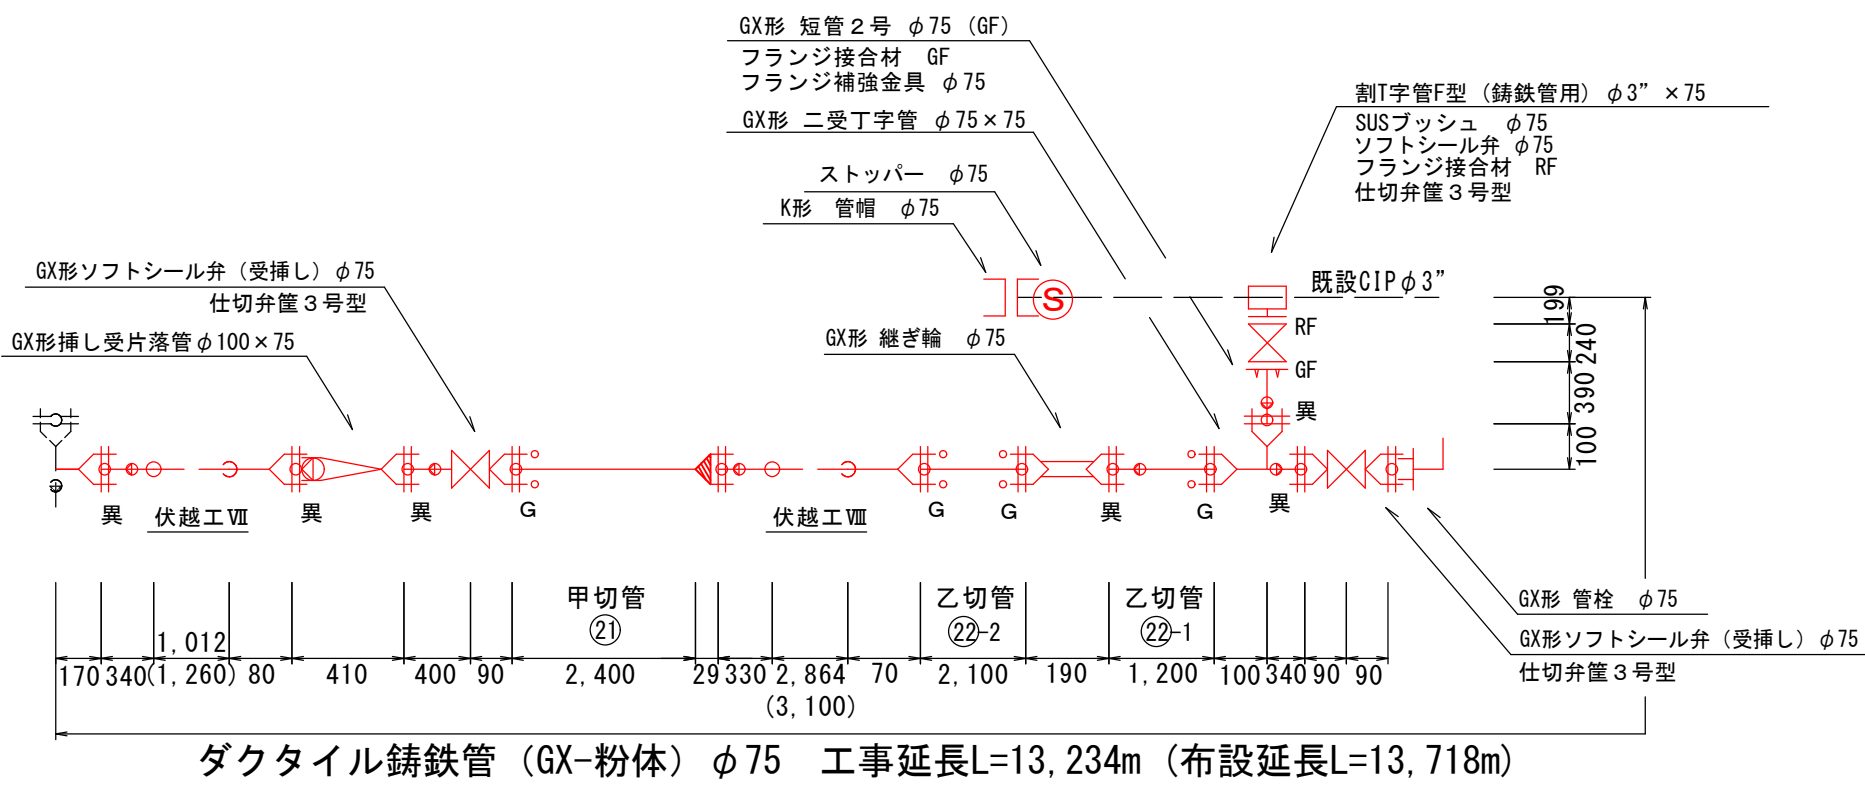 GX形 短管２号 φ75（GF）
フランジ接合材 GF
フランジ補強金具 φ75
GX形 二受丁字管 φ75×75
ストッパー φ75
K形 管帽 φ75
割T字管F型（鋳鉄管用）φ3”×75
SUSブッシュ φ75
ソフトシール弁 φ75
フランジ接合材 RF
仕切弁筐３号型
GX形ソフトシール弁（受挿し）φ75
仕切弁筐３号型
GX形挿し受片落管φ100×75
S
既設CIPφ3”
GX形 継ぎ輪 φ75
RF
GF
異
199
240
390
100
異
伏越工Ⅶ
異
異
G
伏越工Ⅷ
G
G
異
G
異
甲切管
㉑
乙切管
㉒-2
乙切管
㉒-1
GX形 管栓 φ75
GX形ソフトシール弁（受挿し）φ75
仕切弁筐３号型
1,012
170 340 (1,260) 80 410 400 90 2,400 29 330 2,864 70 2,100 190 1,200 100 340 90 90
(3,100)
ダクタイル鋳鉄管（GX-粉体）φ75 工事延長L=13,234m（布設延長L=13,718m）